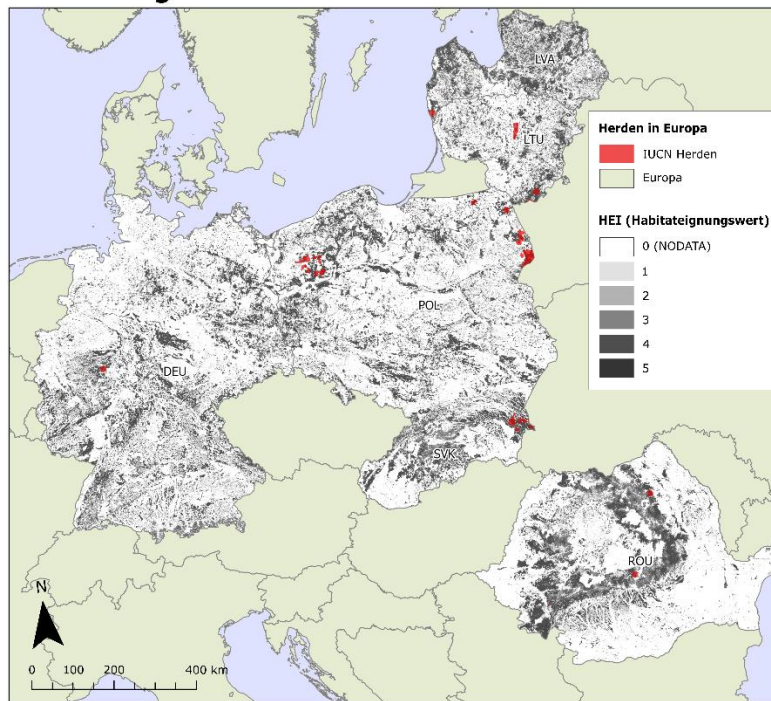 LVA
LTU
Herden in Europa
IUCN Herden
Europa
HEI (Habitateignungswert)
0 (NODATA)
1
2
3
4
5
POL
DEU
SVK
ROU
N
0 100 200 400 km